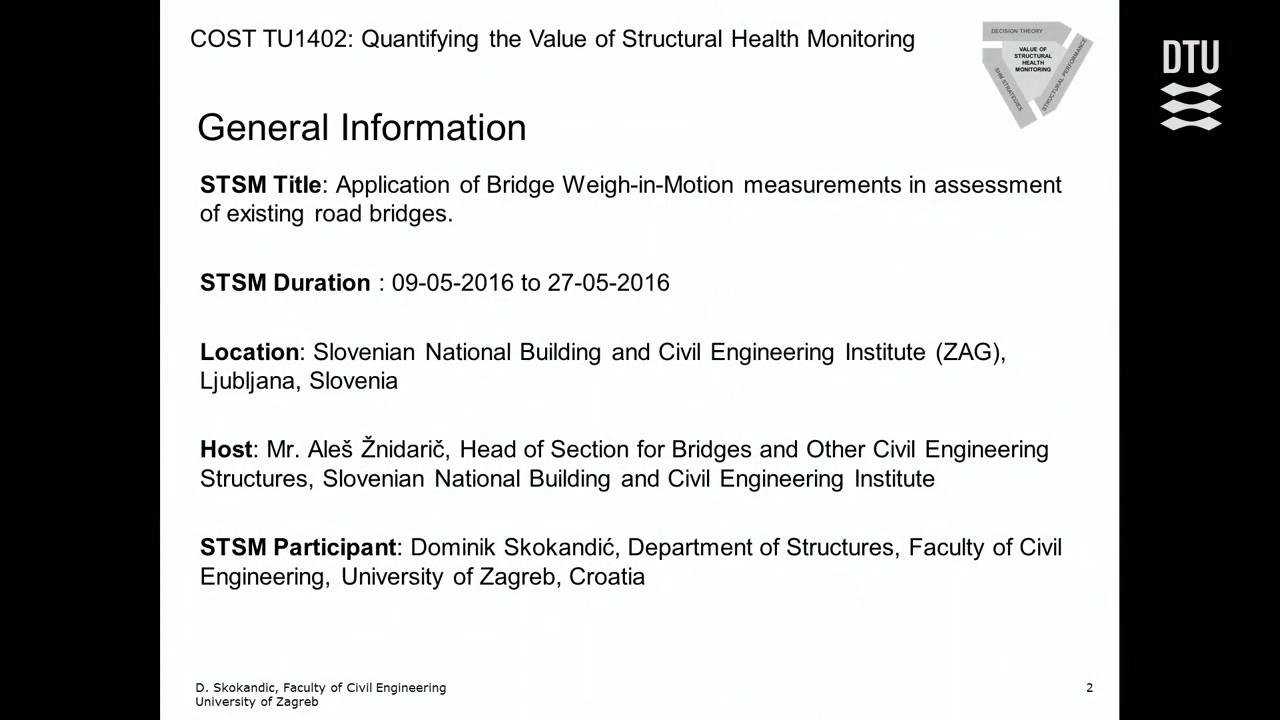 COST TU1402: Quantifying the Value of Structural Health Monitoring
DECISION THEORY
VALUE OF
STRUCTURAL
HEALTH
MONITORING
SHM STRATEGIES
STRUCTURAL PERFORMANCE
DTU
General Information
STSM Title: Application of Bridge Weigh-in-Motion measurements in assessment
of existing road bridges.
STSM Duration : 09-05-2016 to 27-05-2016
Location: Slovenian National Building and Civil Engineering Institute (ZAG),
Ljubljana, Slovenia
Host: Mr. Aleš Žnidarič, Head of Section for Bridges and Other Civil Engineering
Structures, Slovenian National Building and Civil Engineering Institute
STSM Participant: Dominik Skokandić, Department of Structures, Faculty of Civil
Engineering, University of Zagreb, Croatia
D. Skokandic, Faculty of Civil Engineering
University of Zagreb
2